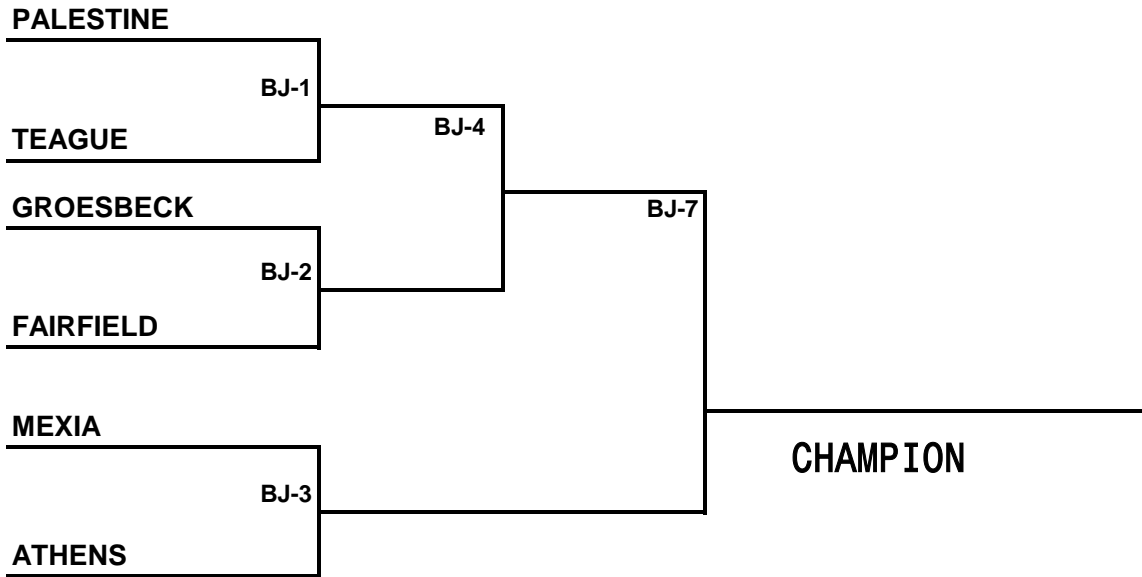 PALESTINE
BJ-1
BJ-4
TEAGUE
GROESBECK
BJ-7
BJ-2
FAIRFIELD
MEXIA
CHAMPION
BJ-3
ATHENS